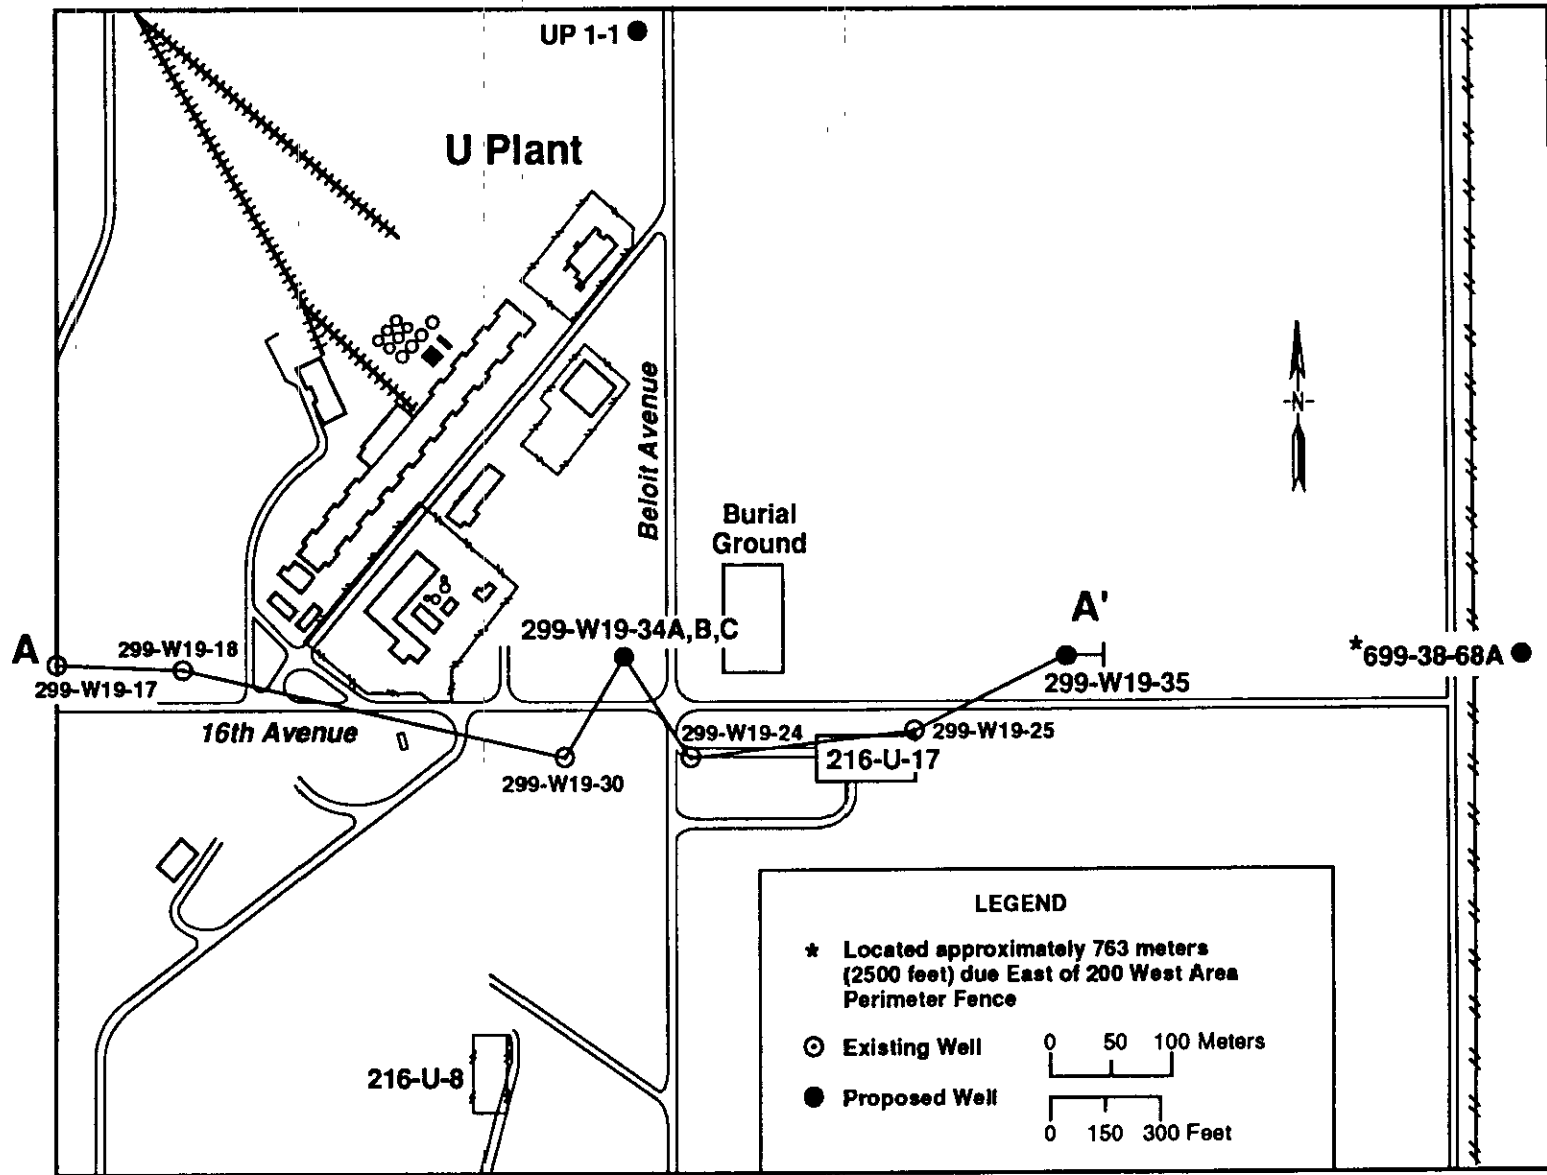 UP 1-1
U Plant
Beloit Avenue
Burial
Ground
N
A
299-W19-17
299-W19-18
299-W19-34A,B,C
A'
299-W19-35
*699-38-68A
16th Avenue
299-W19-30
299-W19-24
299-W19-25
216-U-17
216-U-8
LEGEND
* Located approximately 763 meters
(2500 feet) due East of 200 West Area
Perimeter Fence
Existing Well
0 50 100 Meters
Proposed Well
0 150 300 Feet